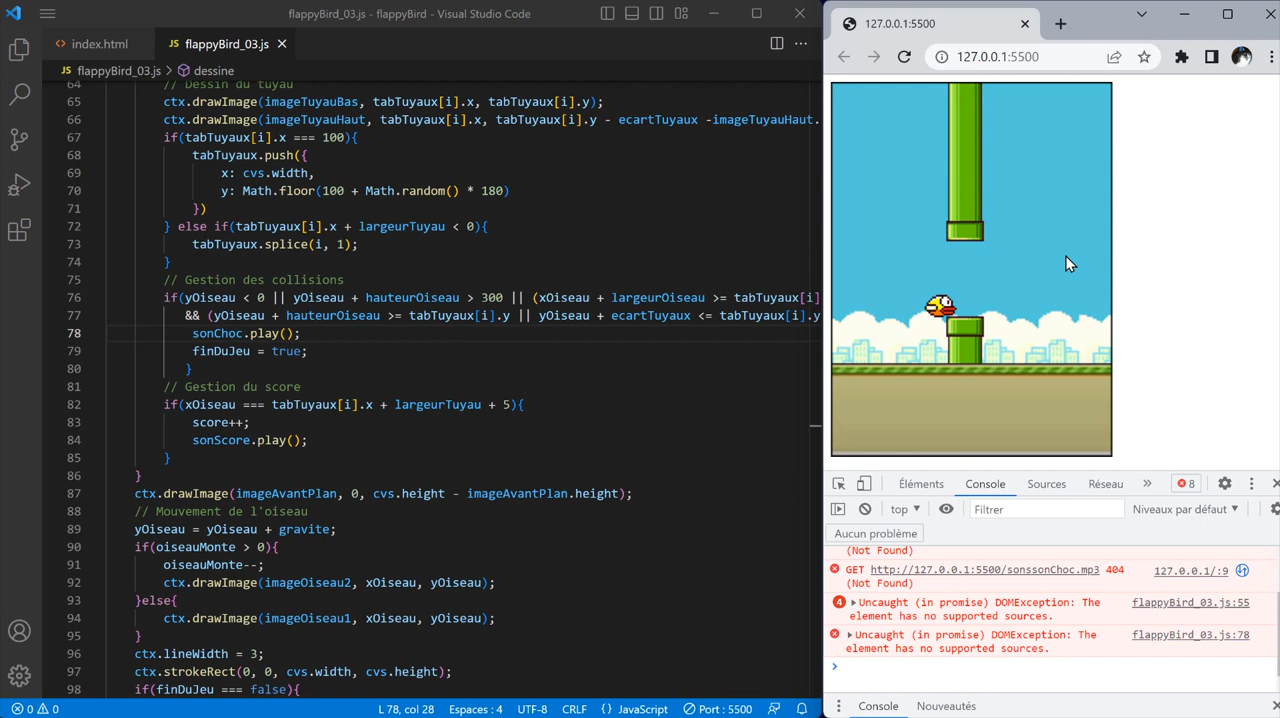 flappyBird_03.js - flappyBird - Visual Studio Code
index.html
JS flappyBird_03.js
JS flappyBird_03.js > dessine
64 // Dessin du tuyau
65 ctx.drawImage(imageTuyauBas, tabTuyaux[i].x, tabTuyaux[i].y);
66 ctx.drawImage(imageTuyauHaut, tabTuyaux[i].x, tabTuyaux[i].y - ecartTuyaux -imageTuyauHaut.
67 if(tabTuyaux[i].x === 100){
68 tabTuyaux.push({
69 x: cvs.width,
70 y: Math.floor(100 + Math.random() * 180)
71 })
72 } else if(tabTuyaux[i].x + largeurTuyau < 0){
73 tabTuyaux.splice(i, 1);
74 }
75 // Gestion des collisions
76 if(yOiseau < 0 || yOiseau + hauteurOiseau > 300 || (xOiseau + largeurOiseau >= tabTuyaux[i]
77 && (yOiseau + hauteurOiseau >= tabTuyaux[i].y || yOiseau + ecartTuyaux <= tabTuyaux[i].y
78 sonChoc.play();
79 finDuJeu = true;
80 }
81 // Gestion du score
82 if(xOiseau === tabTuyaux[i].x + largeurTuyau + 5){
83 score++;
84 sonScore.play();
85 }
86 }
87 ctx.drawImage(imageAvantPlan, 0, cvs.height - imageAvantPlan.height);
88 // Mouvement de l'oiseau
89 yOiseau = yOiseau + gravite;
90 if(oiseauMonte > 0){
91 oiseauMonte--;
92 ctx.drawImage(imageOiseau2, xOiseau, yOiseau);
93 }else{
94 ctx.drawImage(imageOiseau1, xOiseau, yOiseau);
95 }
96 ctx.lineWidth = 3;
97 ctx.strokeRect(0, 0, cvs.width, cvs.height);
98 if(finDuJeu === false){
0 0 L 78, col 28 Espaces : 4 UTF-8 CRLF {} JavaScript Port : 5500
127.0.0.1:5500
127.0.0.1:5500
Éléments Console Sources Réseau 8
top Filtrer Niveaux par défaut
Aucun problème
(Not Found)
GET http://127.0.0.1:5500/sonssonChoc.mp3 404 127.0.0.1/:9
(Not Found)
4 Uncaught (in promise) DOMException: The flappyBird_03.js:55
element has no supported sources.
Uncaught (in promise) DOMException: The flappyBird_03.js:78
element has no supported sources.
Console Nouveautés